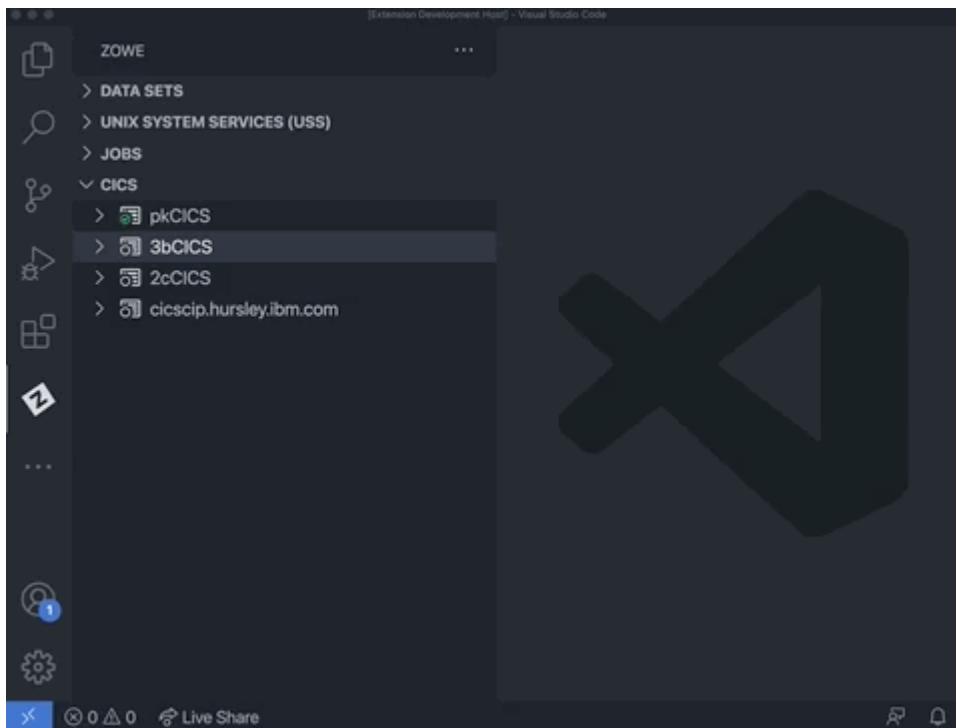 [Extension Development Host] - Visual Studio Code
ZOWE
DATA SETS
UNIX SYSTEM SERVICES (USS)
JOBS
CICS
pkCICS
3bCICS
2cCICS
cicscip.hursley.ibm.com
Z
1
0 0 Live Share